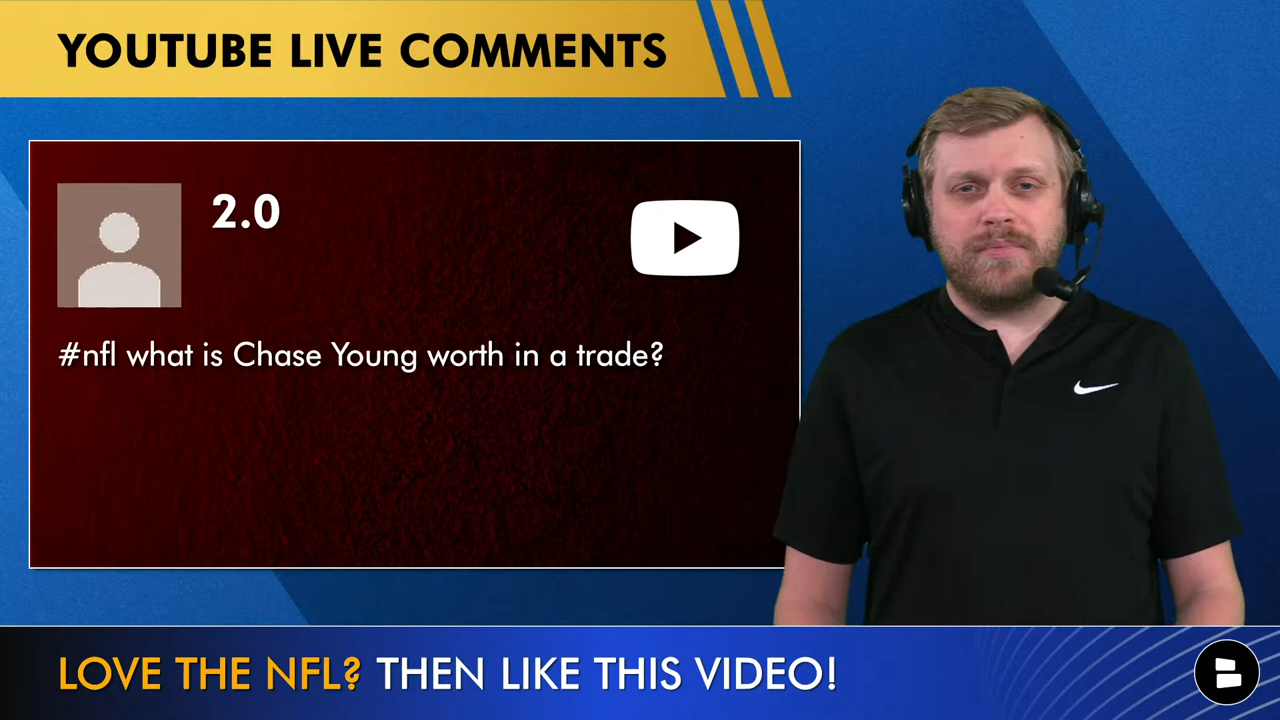 YOUTUBE LIVE COMMENTS
2.0
#nfl what is Chase Young worth in a trade?
LOVE THE NFL? THEN LIKE THIS VIDEO!